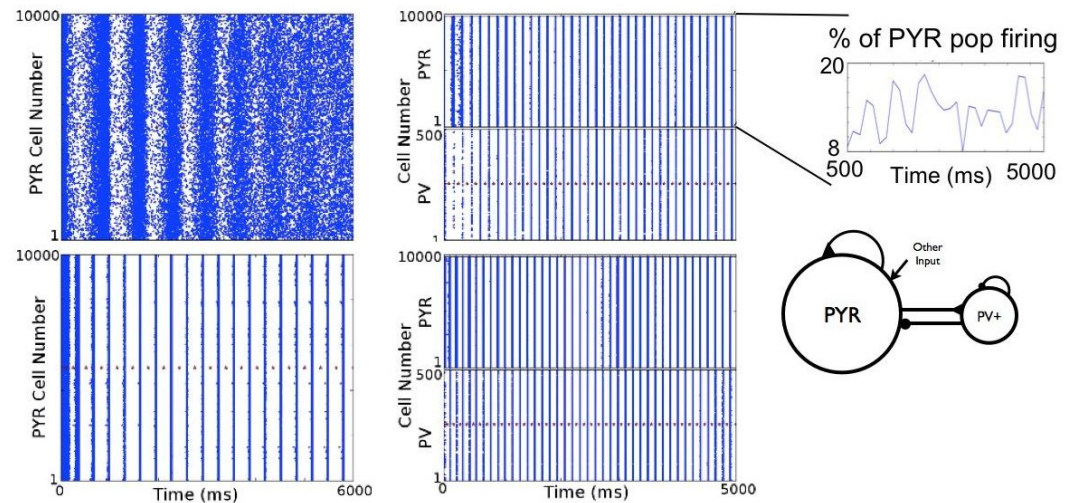 10000
PYR Cell Number
1
10000
PYR Cell Number
1
0
Time (ms)
6000
10000
PYR
1
500
PV
1
Cell Number
10000
PYR
1
500
PV
1
Cell Number
0
Time (ms)
5000
% of PYR pop firing
20
8
500
Time (ms)
5000
Other
Input
PYR
PV+